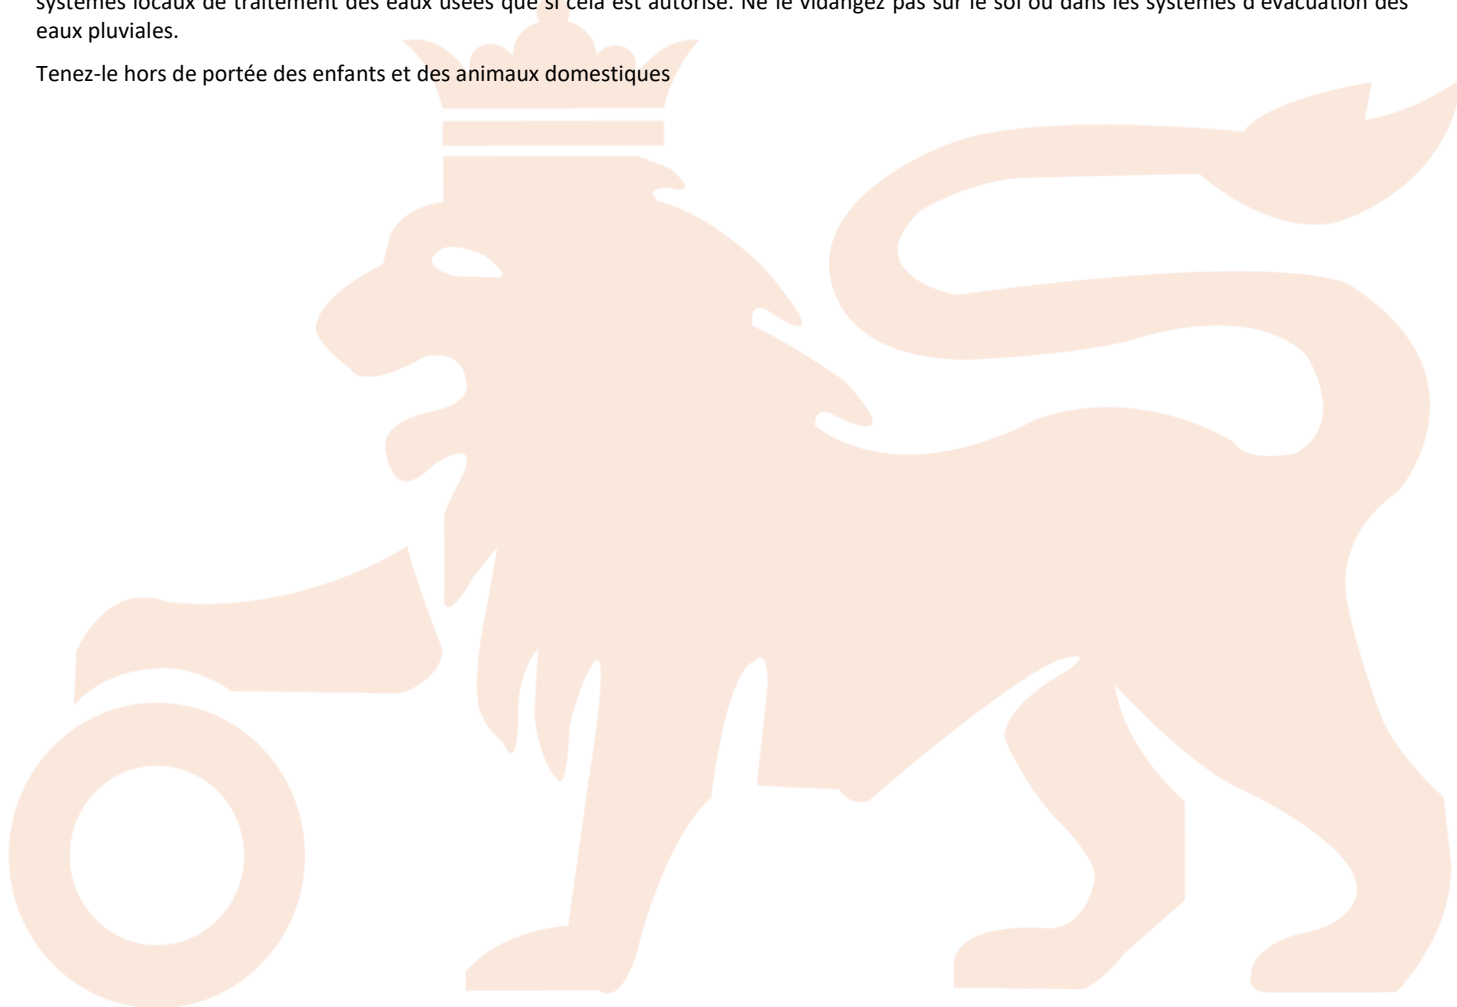 systèmes locaux de traitement des eaux usées que si cela est autorisé. Ne le vidangez pas sur le sol ou dans les systèmes d'évacuation des
eaux pluviales.
Tenez-le hors de portée des enfants et des animaux domestiques